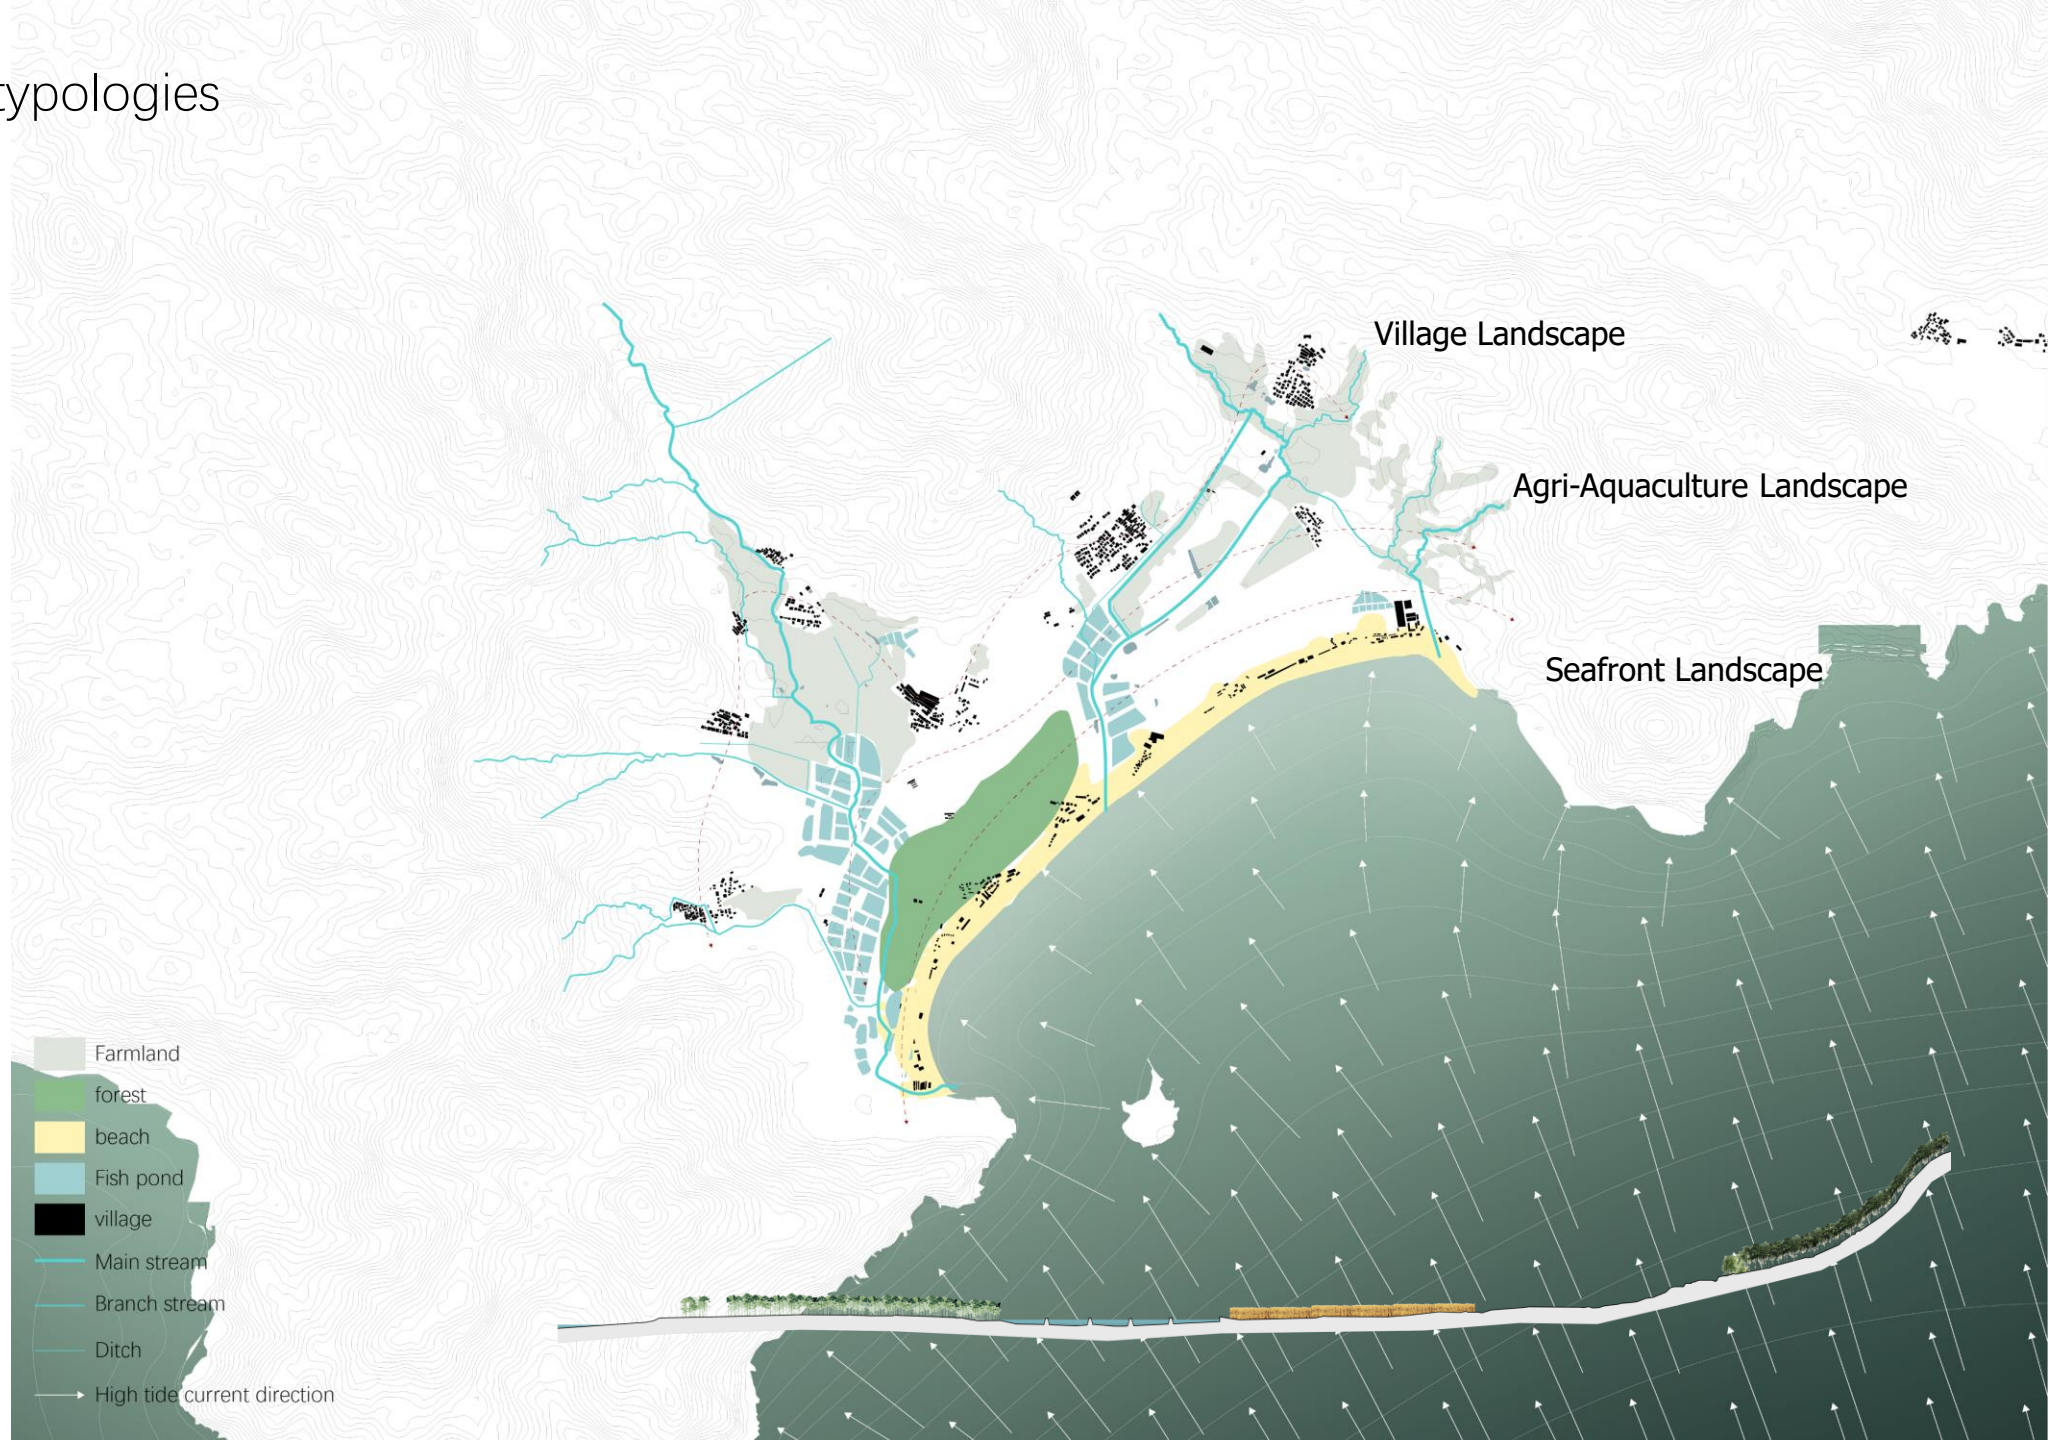 typologies
Village Landscape
Agri-Aquaculture Landscape
Seafront Landscape
Farmland
forest
beach
Fish pond
village
Main stream
Branch stream
Ditch
High tide current direction